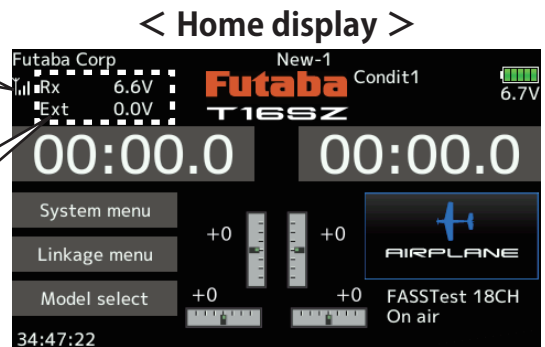 < Home display >
Futaba Corp New-1
Rx 6.6V Futaba Condit1
Ext 0.0V T16SZ 6.7V
00:00.0 00:00.0
System menu
+0 +0
Linkage menu AIRPLANE
Model select +0 +0 FASSTest 18CH
On air
34:47:22